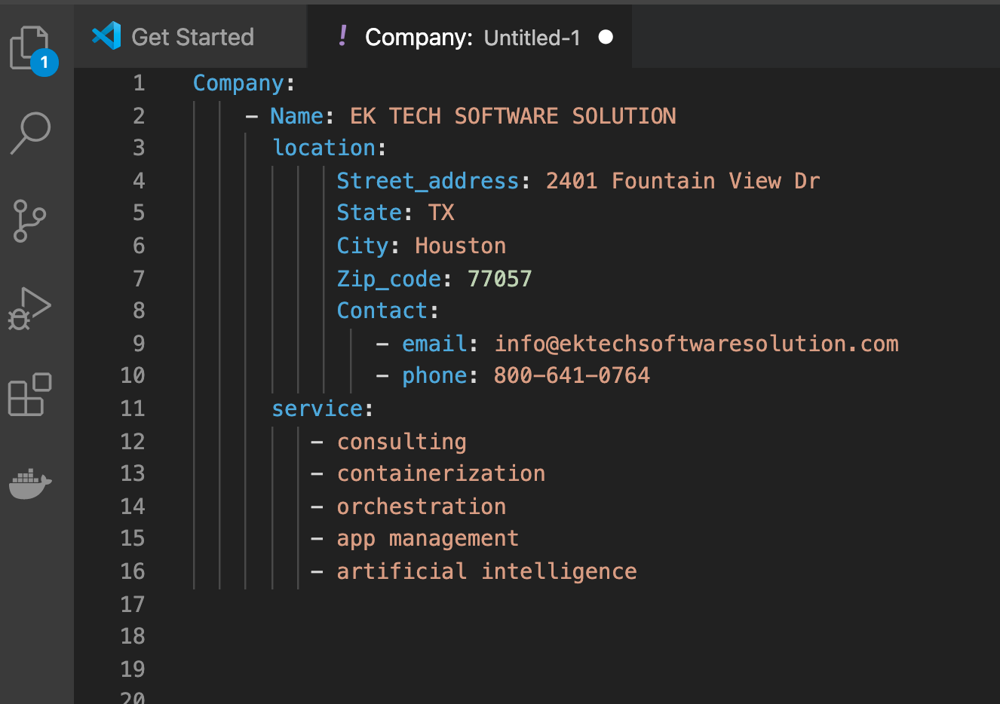 Get Started
! Company: Untitled-1
1
1 Company:
2 - Name: EK TECH SOFTWARE SOLUTION
3 location:
4 Street_address: 2401 Fountain View Dr
5 State: TX
6 City: Houston
7 Zip_code: 77057
8 Contact:
9 - email: info@ektechsoftwaresolution.com
10 - phone: 800-641-0764
11 service:
12 - consulting
13 - containerization
14 - orchestration
15 - app management
16 - artificial intelligence
17
18
19
20